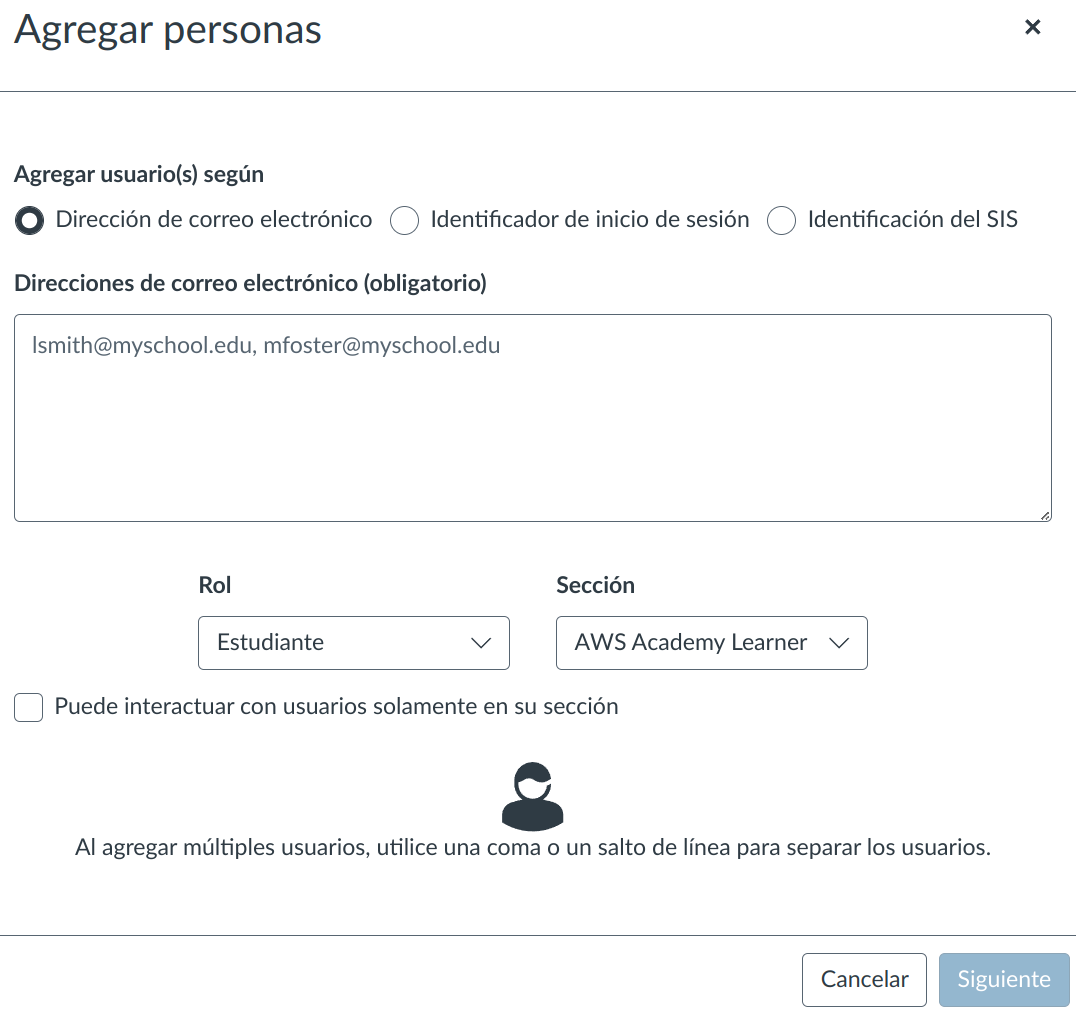 Agregar personas
Agregar usuario(s) según
Dirección de correo electrónico Identificador de inicio de sesión Identificación del SIS
Direcciones de correo electrónico (obligatorio)
lsmith@myschool.edu, mfoster@myschool.edu
Rol Sección
Estudiante AWS Academy Learner
Puede interactuar con usuarios solamente en su sección
Al agregar múltiples usuarios, utilice una coma o un salto de línea para separar los usuarios.
Cancelar Siguiente